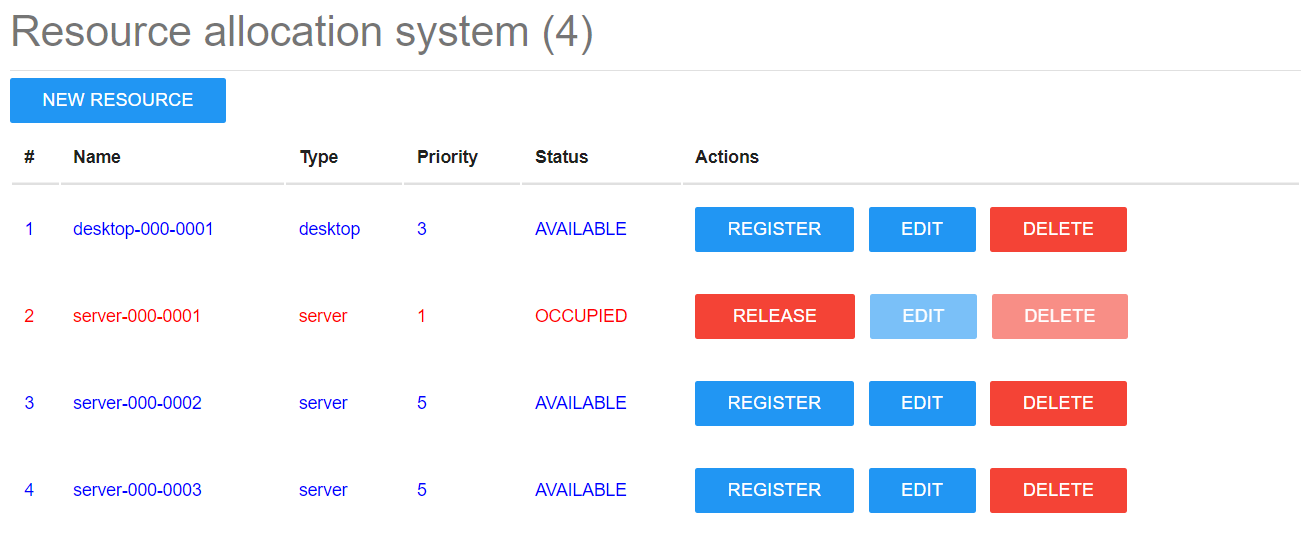 Resource allocation system (4)
NEW RESOURCE
# Name Type Priority Status Actions
1 desktop-000-0001 desktop 3 AVAILABLE REGISTER EDIT DELETE
2 server-000-0001 server 1 OCCUPIED RELEASE EDIT DELETE
3 server-000-0002 server 5 AVAILABLE REGISTER EDIT DELETE
4 server-000-0003 server 5 AVAILABLE REGISTER EDIT DELETE